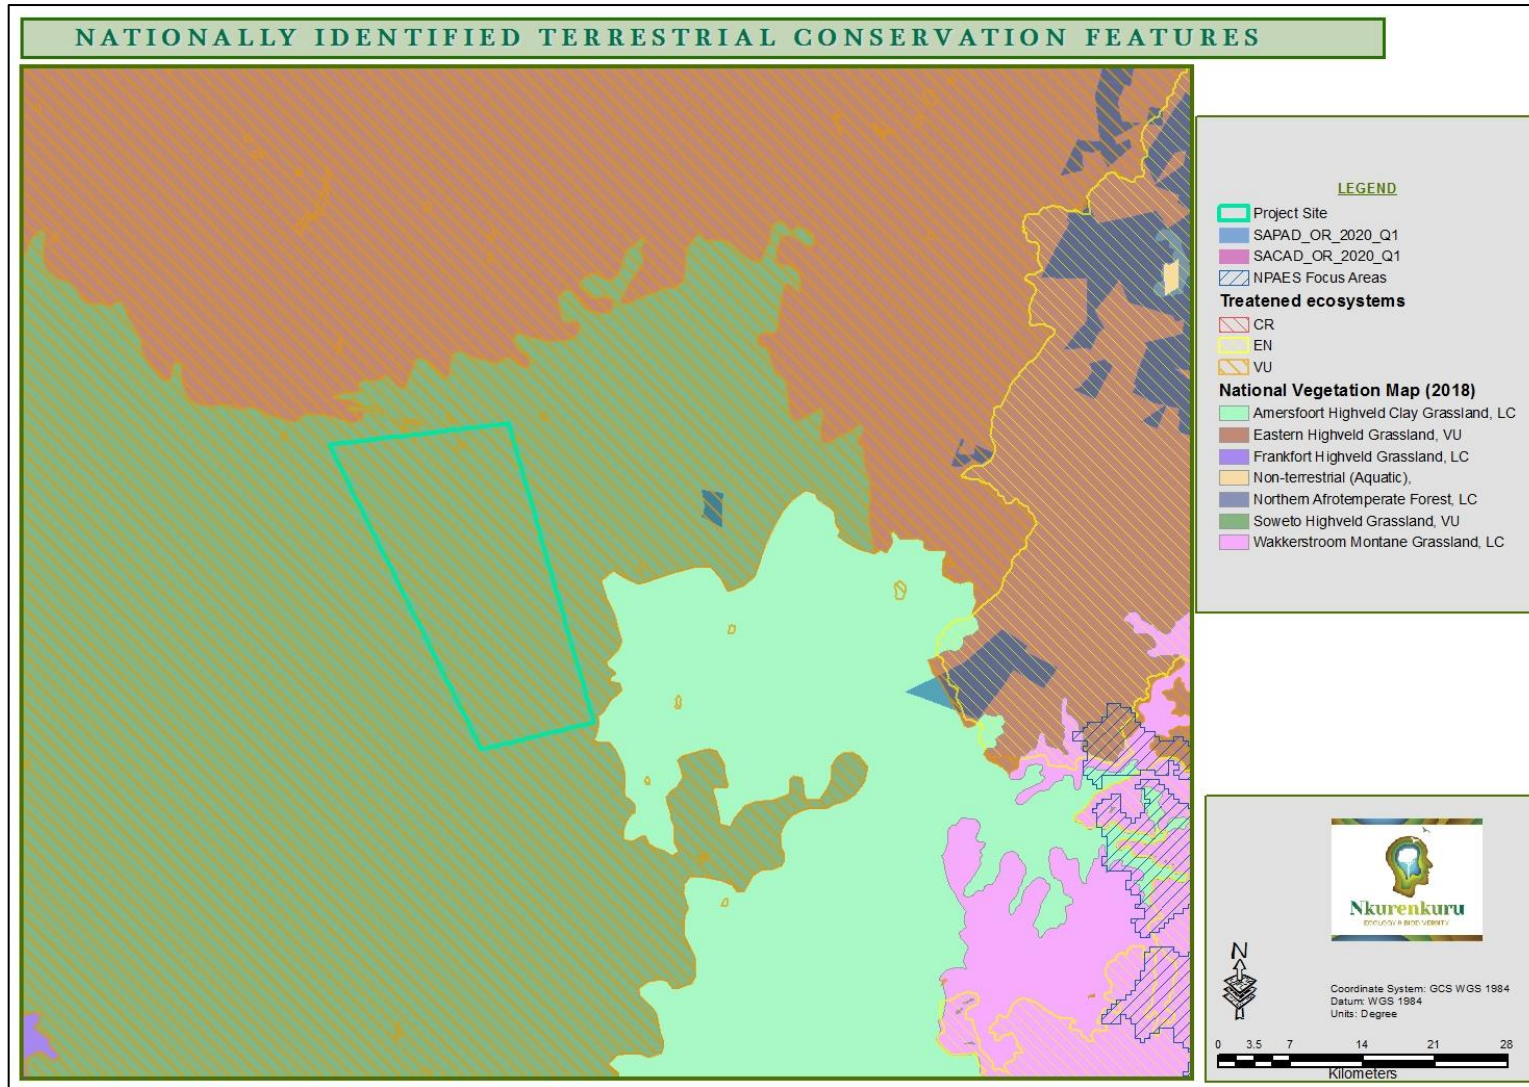 NATIONALLY IDENTIFIED TERRESTRIAL CONSERVATION FEATURES
LEGEND
Project Site
SAPAD_OR_2020_Q1
SACAD_OR_2020_Q1
NPAES Focus Areas
Treatened ecosystems
CR
EN
VU
National Vegetation Map (2018)
Amersfoort Highveld Clay Grassland, LC
Eastern Highveld Grassland, VU
Frankfort Highveld Grassland, LC
Non-terrestrial (Aquatic),
Northern Afrotemperate Forest, LC
Soweto Highveld Grassland, VU
Wakkerstroom Montane Grassland, LC
Nkurenkuru
ECOLOGY & BIODIVERSITY
N
Coordinate System: GCS WGS 1984
Datum: WGS 1984
Units: Degree
0 3.5 7 14 21 28
Kilometers